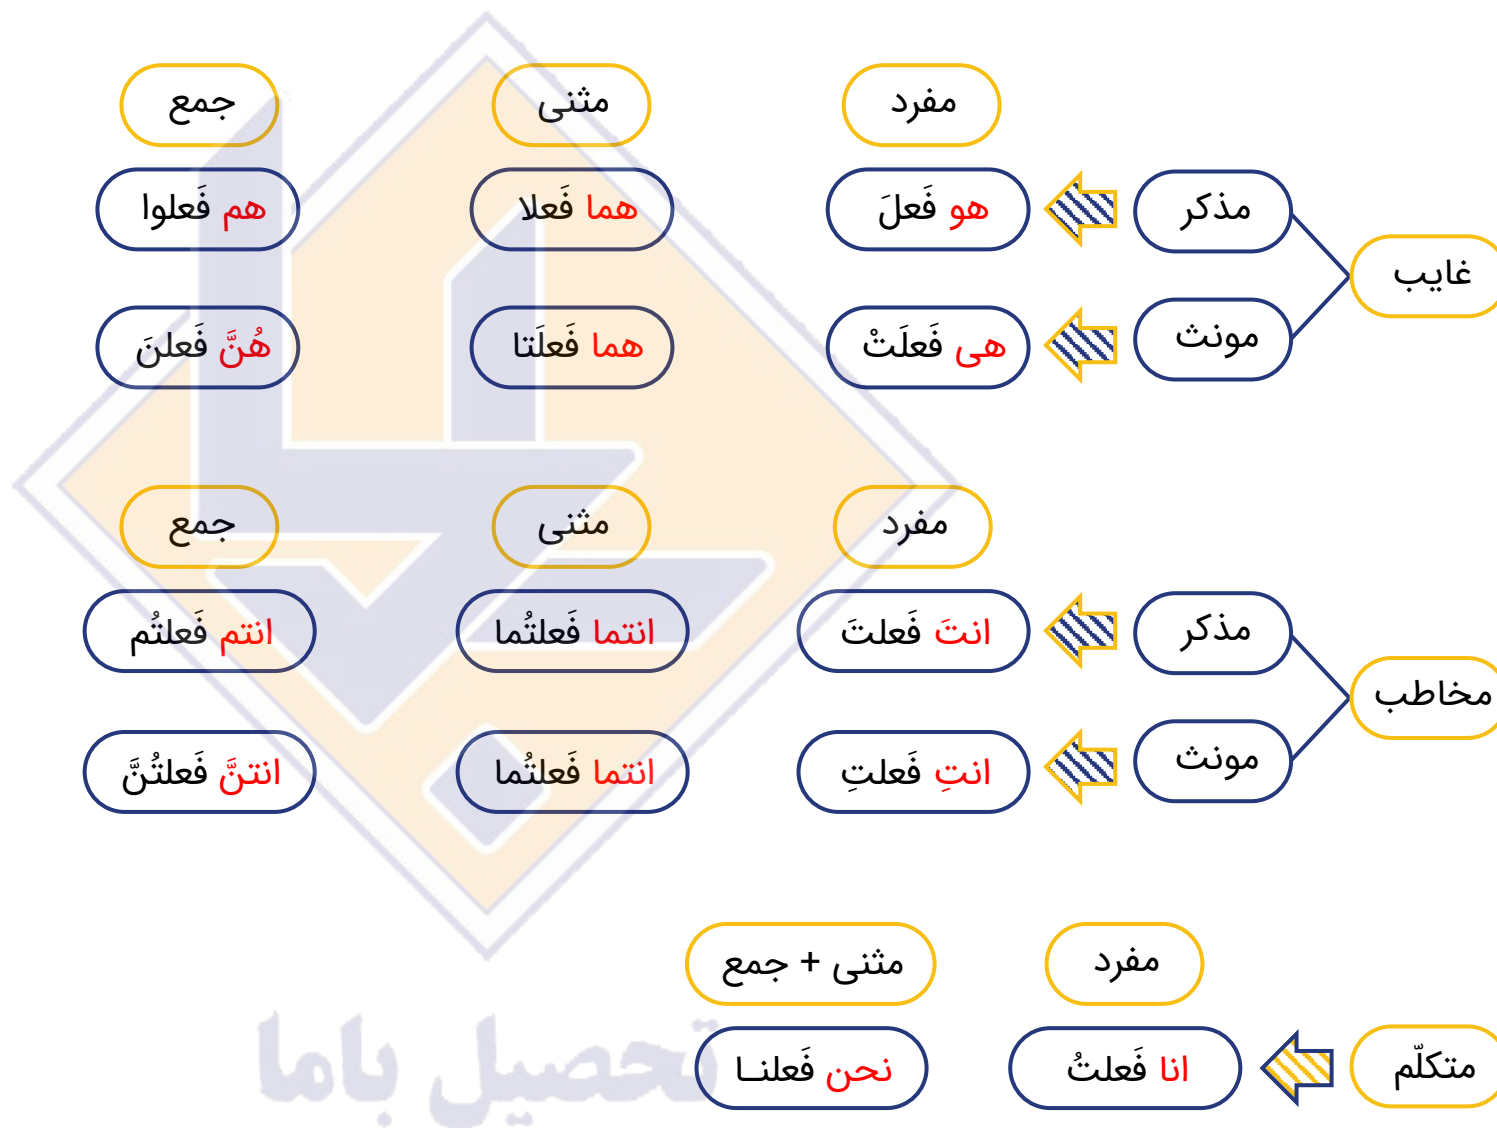 مفرد مثنی جمع
غایب
مذکر هو فَعلَ هما فَعلا هم فَعلوا
مونث هی فَعلَتْ هما فَعلَتا هُنَّ فَعلنَ
مفرد مثنی جمع
مخاطب
مذکر انتَ فَعلتَ انتما فَعلتُما انتم فَعلتُم
مونث انتِ فَعلتِ انتما فَعلتُما انتنَّ فَعلتُنَّ
مفرد مثنی + جمع
متکلّم انا فَعلتُ نحن فَعلنـا
تحصیل باما